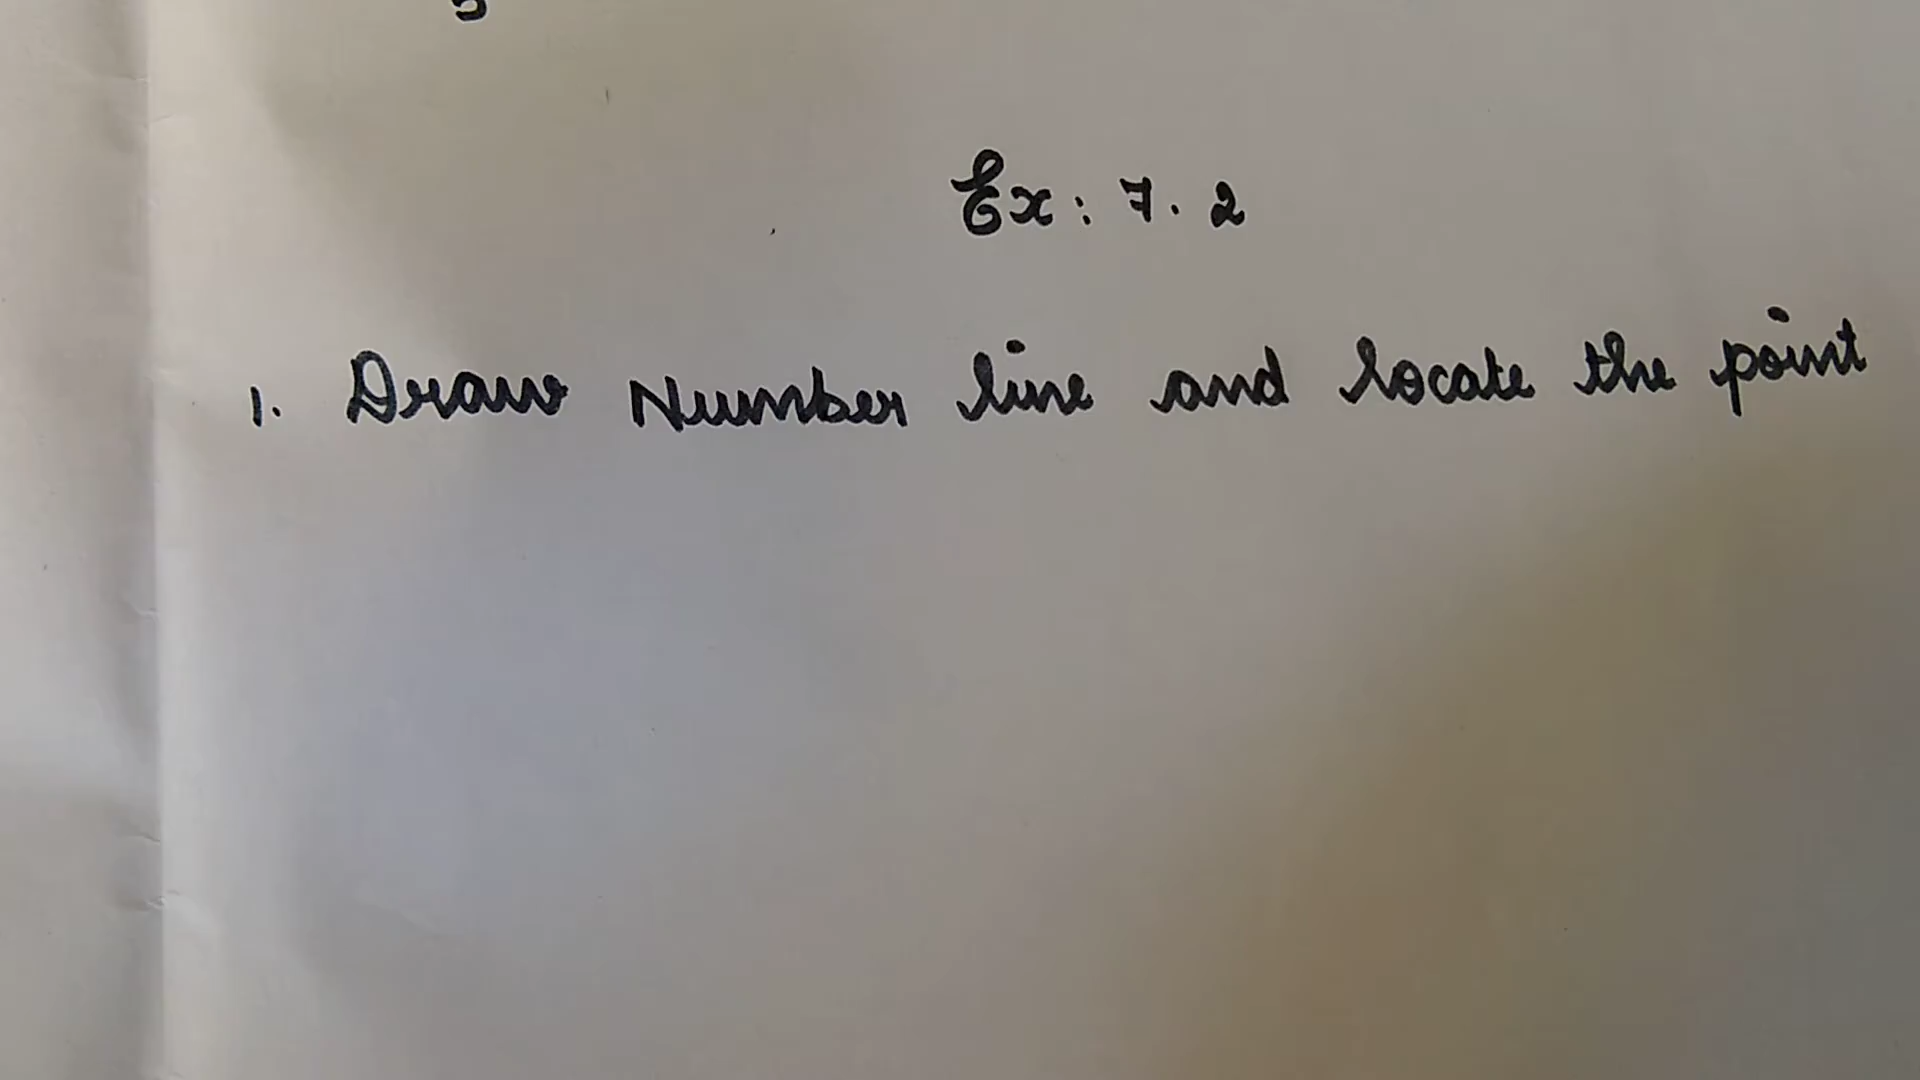 Ex: 7.2
1. Draw Number line and locate the point